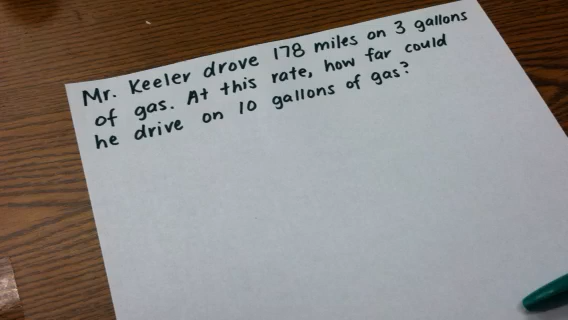 Mr. Keeler drove 178 miles on 3 gallons
of gas. At this rate, how far could
he drive on 10 gallons of gas?